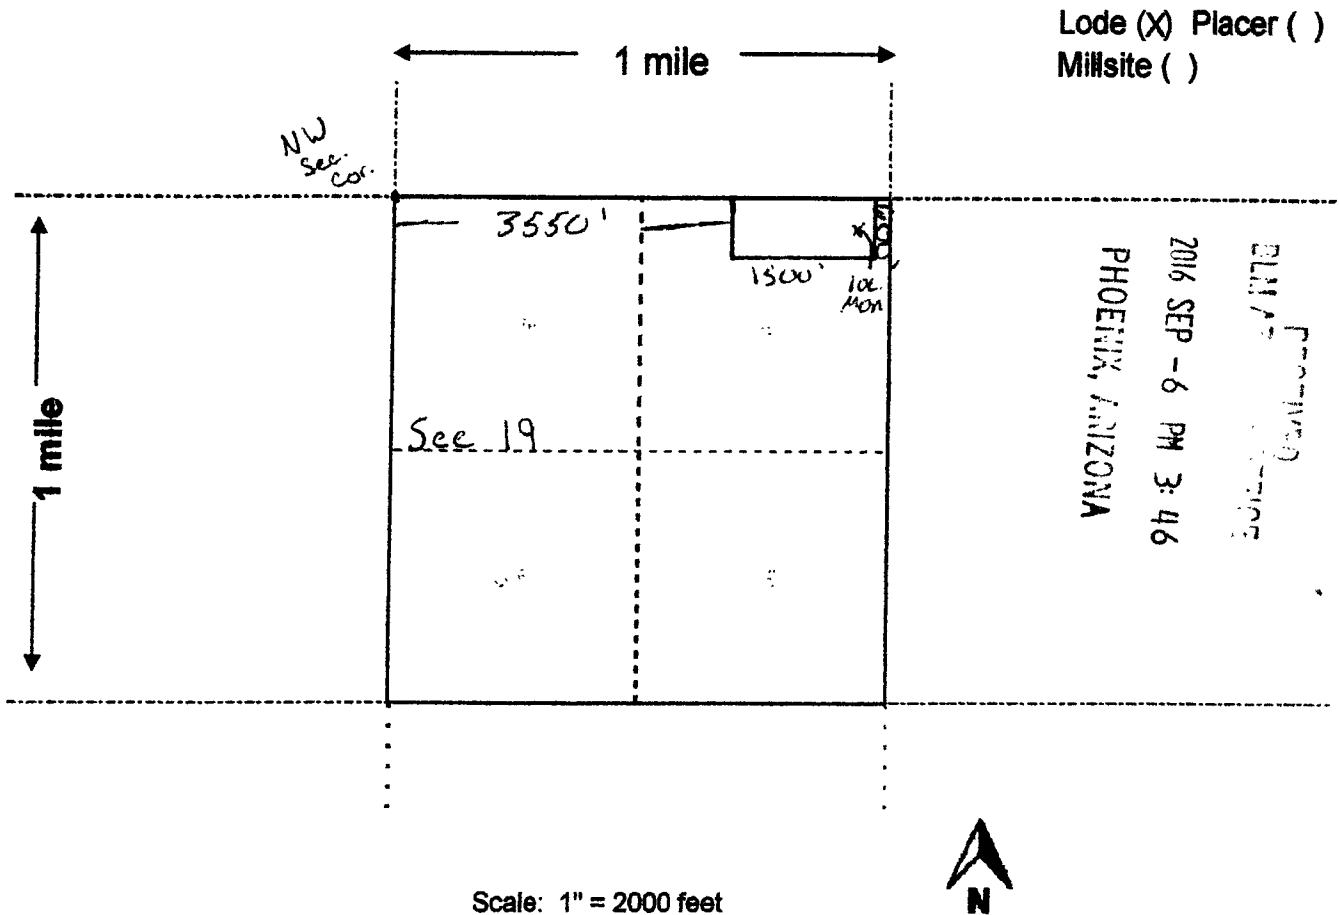 Lode (X) Placer ( )
Millsite ( )
1 mile
NW
Sec.
Cor.
3550'
600
1500'
Loc.
Mon
1 mile
Sec 19
2016 SEP -6 PM 3:46
PHOENIX, ARIZONA
Scale: 1" = 2000 feet
N